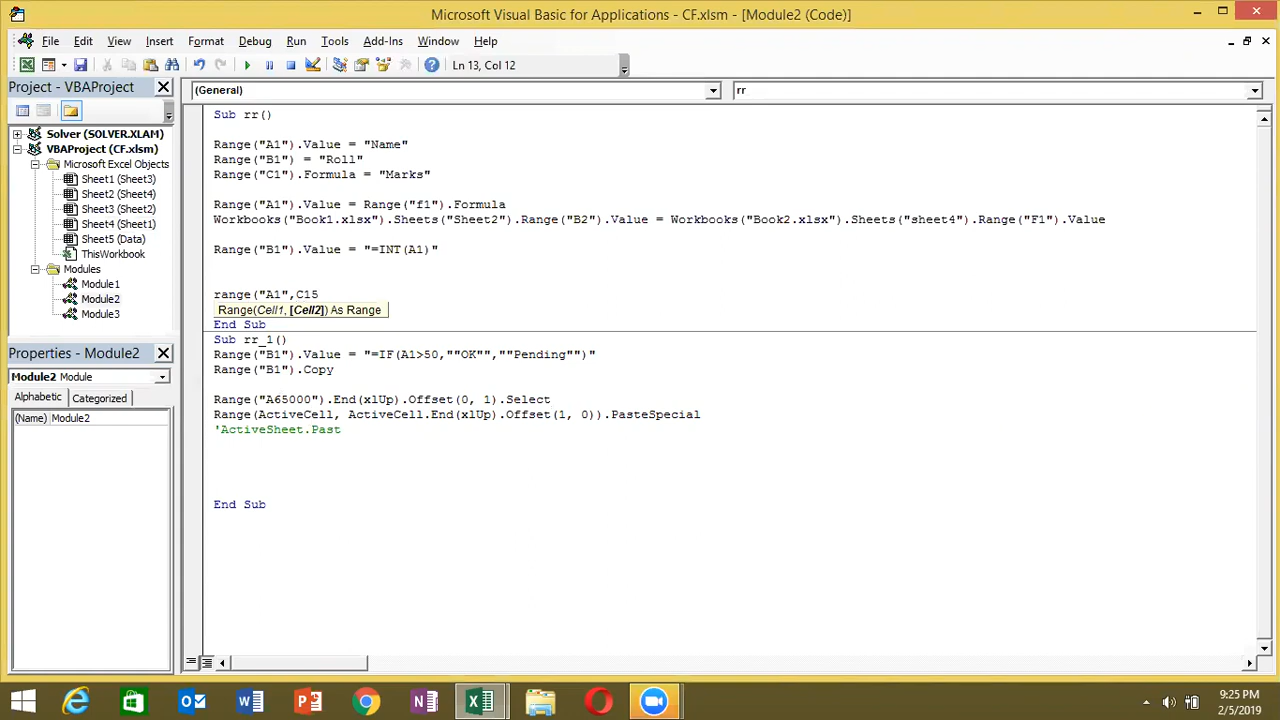 Microsoft Visual Basic for Applications - CF.xlsm - [Module2 (Code)]
File Edit View Insert Format Debug Run Tools Add-Ins Window Help
Ln 13, Col 12
Project - VBAProject
(General)
rr
Solver (SOLVER.XLAM)
VBAProject (CF.xlsm)
Microsoft Excel Objects
Sheet1 (Sheet3)
Sheet2 (Sheet4)
Sheet3 (Sheet2)
Sheet4 (Sheet1)
Sheet5 (Data)
ThisWorkbook
Modules
Module1
Module2
Module3
Properties - Module2
Module2 Module
Alphabetic Categorized
(Name) Module2
Sub rr()
Range("A1").Value = "Name"
Range("B1") = "Roll"
Range("C1").Formula = "Marks"
Range("A1").Value = Range("f1").Formula
Workbooks("Book1.xlsx").Sheets("Sheet2").Range("B2").Value = Workbooks("Book2.xlsx").Sheets("sheet4").Range("F1").Value
Range("B1").Value = "=INT(A1)"
range("A1",C15
Range(Cell1, [Cell2]) As Range
End Sub
Sub rr_1()
Range("B1").Value = "=IF(A1>50,""OK"",""Pending"")"
Range("B1").Copy
Range("A65000").End(xlUp).Offset(0, 1).Select
Range(ActiveCell, ActiveCell.End(xlUp).Offset(1, 0)).PasteSpecial
'ActiveSheet.Past
End Sub
9:25 PM
2/5/2019